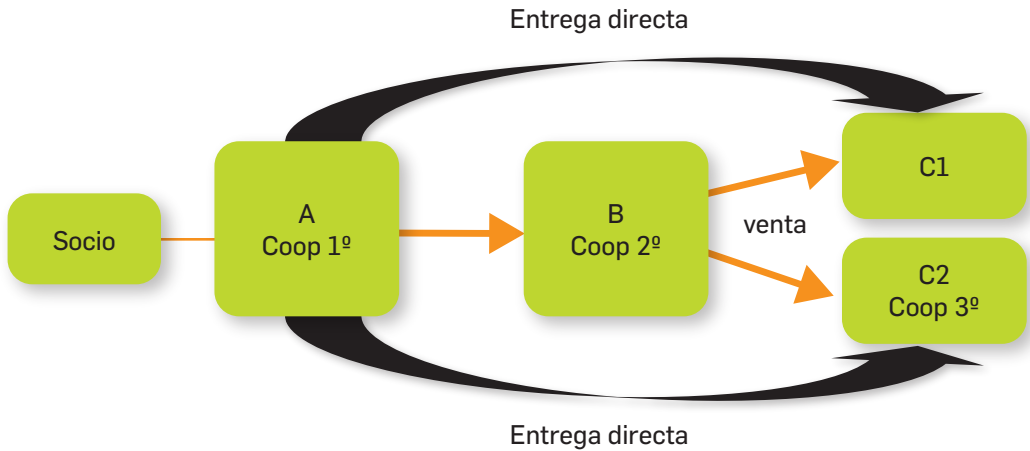 Entrega directa
Socio
A
Coop 1º
B
Coop 2º
venta
C1
C2
Coop 3º
Entrega directa